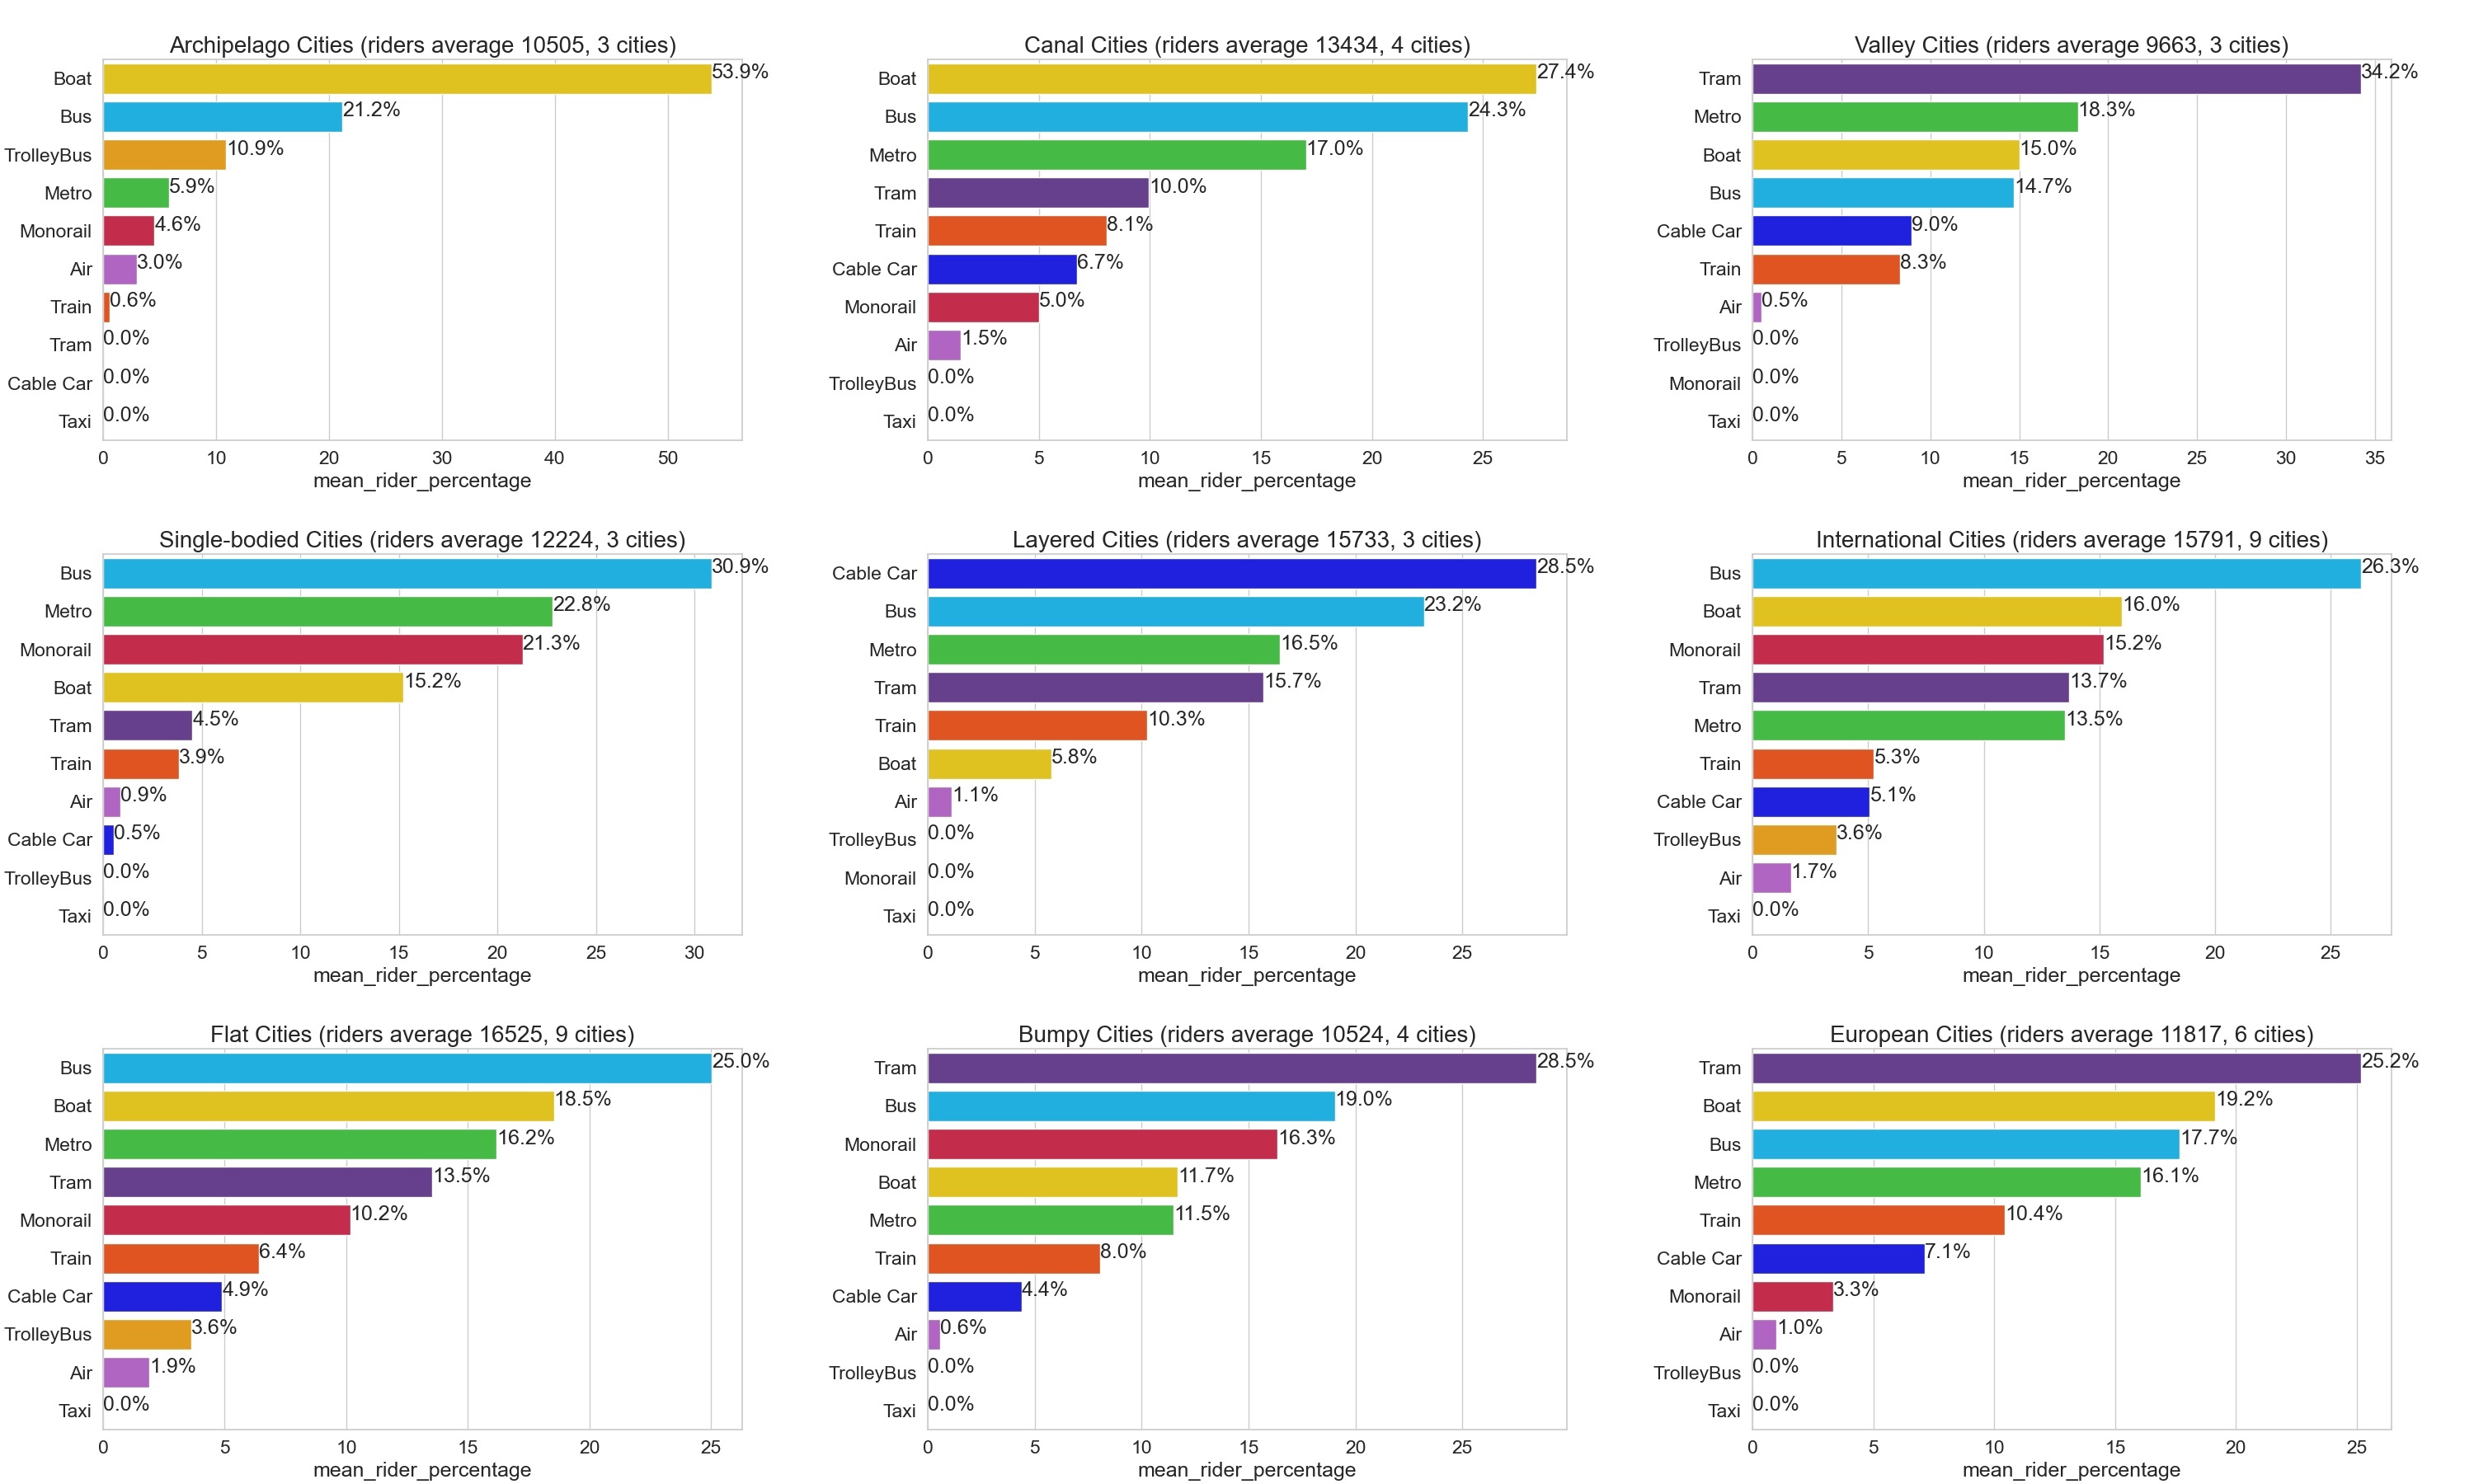 Archipelago Cities (riders average 10505, 3 cities)
Boat 53.9%
Bus 21.2%
TrolleyBus 10.9%
Metro 5.9%
Monorail 4.6%
Air 3.0%
Train 0.6%
Tram 0.0%
Cable Car 0.0%
Taxi 0.0%
0 10 20 30 40 50
mean_rider_percentage
Canal Cities (riders average 13434, 4 cities)
Boat 27.4%
Bus 24.3%
Metro 17.0%
Tram 10.0%
Train 8.1%
Cable Car 6.7%
Monorail 5.0%
Air 1.5%
TrolleyBus 0.0%
Taxi 0.0%
0 5 10 15 20 25
mean_rider_percentage
Valley Cities (riders average 9663, 3 cities)
Tram 34.2%
Metro 18.3%
Boat 15.0%
Bus 14.7%
Cable Car 9.0%
Train 8.3%
Air 0.5%
TrolleyBus 0.0%
Monorail 0.0%
Taxi 0.0%
0 5 10 15 20 25 30 35
mean_rider_percentage
Single-bodied Cities (riders average 12224, 3 cities)
Bus 30.9%
Metro 22.8%
Monorail 21.3%
Boat 15.2%
Tram 4.5%
Train 3.9%
Air 0.9%
Cable Car 0.5%
TrolleyBus 0.0%
Taxi 0.0%
0 5 10 15 20 25 30
mean_rider_percentage
Layered Cities (riders average 15733, 3 cities)
Cable Car 28.5%
Bus 23.2%
Metro 16.5%
Tram 15.7%
Train 10.3%
Boat 5.8%
Air 1.1%
TrolleyBus 0.0%
Monorail 0.0%
Taxi 0.0%
0 5 10 15 20 25
mean_rider_percentage
International Cities (riders average 15791, 9 cities)
Bus 26.3%
Boat 16.0%
Monorail 15.2%
Tram 13.7%
Metro 13.5%
Train 5.3%
Cable Car 5.1%
TrolleyBus 3.6%
Air 1.7%
Taxi 0.0%
0 5 10 15 20 25
mean_rider_percentage
Flat Cities (riders average 16525, 9 cities)
Bus 25.0%
Boat 18.5%
Metro 16.2%
Tram 13.5%
Monorail 10.2%
Train 6.4%
Cable Car 4.9%
TrolleyBus 3.6%
Air 1.9%
Taxi 0.0%
0 5 10 15 20 25
mean_rider_percentage
Bumpy Cities (riders average 10524, 4 cities)
Tram 28.5%
Bus 19.0%
Monorail 16.3%
Boat 11.7%
Metro 11.5%
Train 8.0%
Cable Car 4.4%
Air 0.6%
TrolleyBus 0.0%
Taxi 0.0%
0 5 10 15 20 25
mean_rider_percentage
European Cities (riders average 11817, 6 cities)
Tram 25.2%
Boat 19.2%
Bus 17.7%
Metro 16.1%
Train 10.4%
Cable Car 7.1%
Monorail 3.3%
Air 1.0%
TrolleyBus 0.0%
Taxi 0.0%
0 5 10 15 20 25
mean_rider_percentage